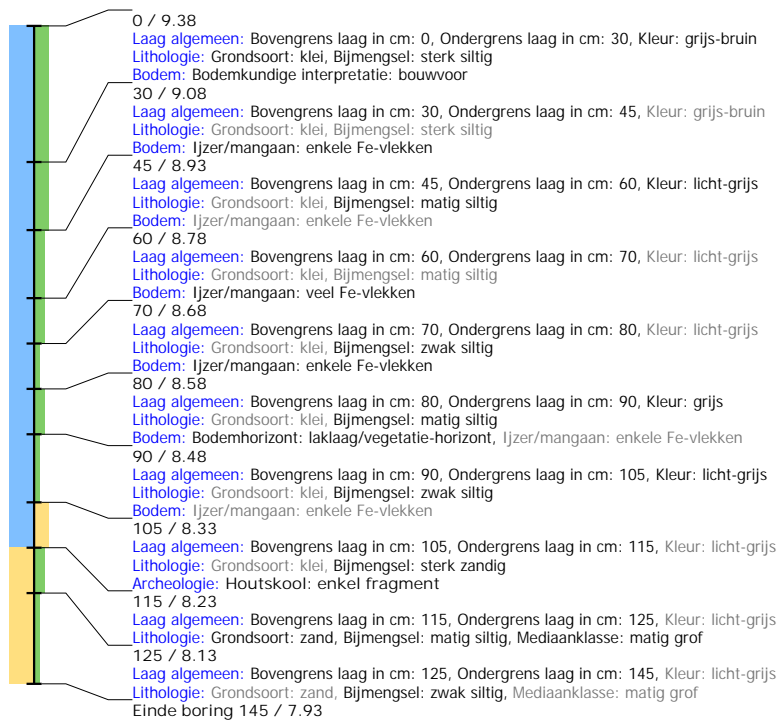 0 / 9.38
Laag algemeen: Bovengrens laag in cm: 0, Ondergrens laag in cm: 30, Kleur: grijs-bruin
Lithologie: Grondsoort: klei, Bijmengsel: sterk siltig
Bodem: Bodemkundige interpretatie: bouwvoor
30 / 9.08
Laag algemeen: Bovengrens laag in cm: 30, Ondergrens laag in cm: 45, Kleur: grijs-bruin
Lithologie: Grondsoort: klei, Bijmengsel: sterk siltig
Bodem: Ijzer/mangaan: enkele Fe-vlekken
45 / 8.93
Laag algemeen: Bovengrens laag in cm: 45, Ondergrens laag in cm: 60, Kleur: licht-grijs
Lithologie: Grondsoort: klei, Bijmengsel: matig siltig
Bodem: Ijzer/mangaan: enkele Fe-vlekken
60 / 8.78
Laag algemeen: Bovengrens laag in cm: 60, Ondergrens laag in cm: 70, Kleur: licht-grijs
Lithologie: Grondsoort: klei, Bijmengsel: matig siltig
Bodem: Ijzer/mangaan: veel Fe-vlekken
70 / 8.68
Laag algemeen: Bovengrens laag in cm: 70, Ondergrens laag in cm: 80, Kleur: licht-grijs
Lithologie: Grondsoort: klei, Bijmengsel: zwak siltig
Bodem: Ijzer/mangaan: enkele Fe-vlekken
80 / 8.58
Laag algemeen: Bovengrens laag in cm: 80, Ondergrens laag in cm: 90, Kleur: grijs
Lithologie: Grondsoort: klei, Bijmengsel: matig siltig
Bodem: Bodemhorizont: laklaag/vegetatie-horizont, Ijzer/mangaan: enkele Fe-vlekken
90 / 8.48
Laag algemeen: Bovengrens laag in cm: 90, Ondergrens laag in cm: 105, Kleur: licht-grijs
Lithologie: Grondsoort: klei, Bijmengsel: zwak siltig
Bodem: Ijzer/mangaan: enkele Fe-vlekken
105 / 8.33
Laag algemeen: Bovengrens laag in cm: 105, Ondergrens laag in cm: 115, Kleur: licht-grijs
Lithologie: Grondsoort: klei, Bijmengsel: sterk zandig
Archeologie: Houtskool: enkel fragment
115 / 8.23
Laag algemeen: Bovengrens laag in cm: 115, Ondergrens laag in cm: 125, Kleur: licht-grijs
Lithologie: Grondsoort: zand, Bijmengsel: matig siltig, Mediaanklasse: matig grof
125 / 8.13
Laag algemeen: Bovengrens laag in cm: 125, Ondergrens laag in cm: 145, Kleur: licht-grijs
Lithologie: Grondsoort: zand, Bijmengsel: zwak siltig, Mediaanklasse: matig grof
Einde boring 145 / 7.93